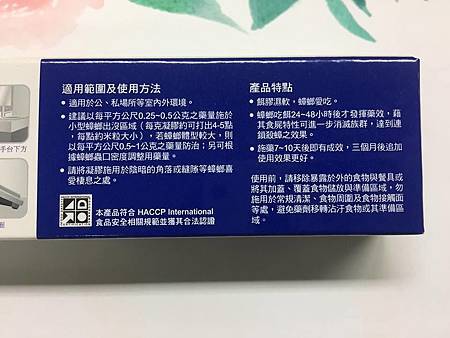 適用範圍及使用方法
• 適用於公、私場所等室內外環境。
• 建議以每平方公尺0.25~0.5公克之藥量施於
小型蟑螂出沒區域（每克凝膠約可打出4-5點
，每點約米粒大小），若蟑螂體型較大，則
以每平方公尺0.5~1公克之藥量防治；另可根
據蟑螂蟲口密度調整用藥量。
• 請將凝膠施用於陰暗的角落或縫隙等蟑螂喜
愛棲息之處。
本產品符合 HACCP International
食品安全相關規範並獲其合法認證
產品特點
• 餌膠濕軟，蟑螂愛吃。
• 蟑螂吃餌24~48小時後才發揮藥效，藉
其食屍特性可進一步消滅族群，達到連
鎖殺蟑之效果。
• 施藥7~10天後即有成效，三個月後追加
使用效果更好。
使用前，請移除暴露於外的食物與餐具或
將其加蓋、覆蓋食物儲放與準備區域，勿
施用於常規清潔、食物周圍及食物接觸面
等處，避免藥劑移轉沾汙食物或其準備區
域。
手台下方